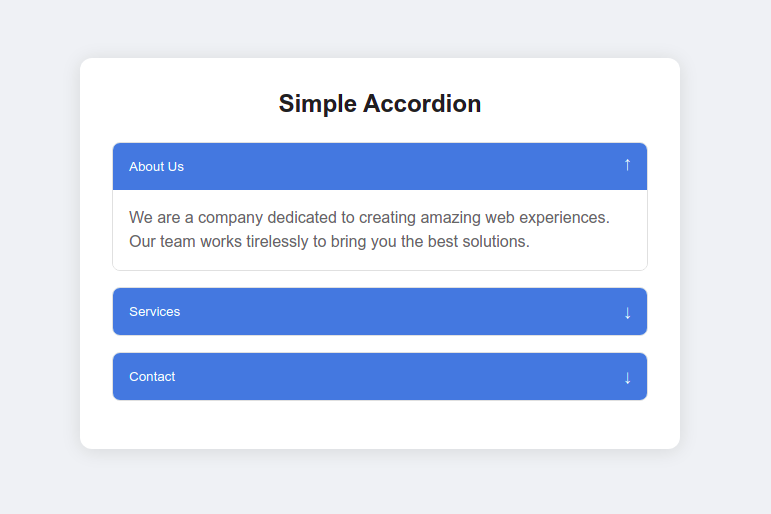 Simple Accordion
About Us ↑
We are a company dedicated to creating amazing web experiences.
Our team works tirelessly to bring you the best solutions.
Services ↓
Contact ↓